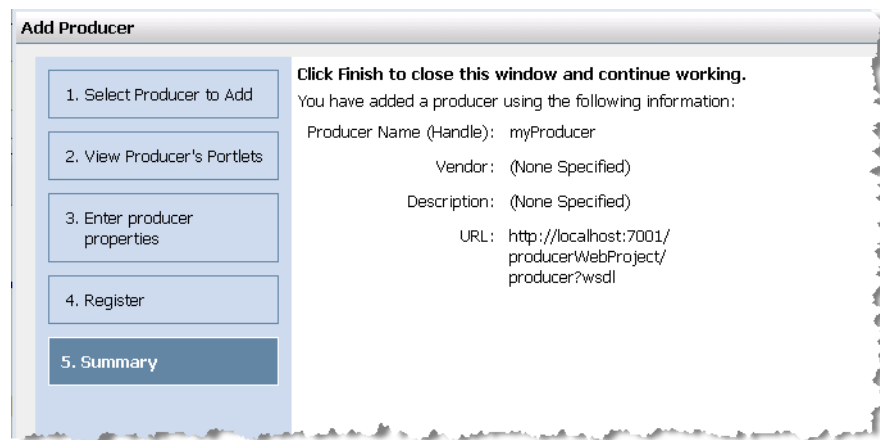 Add Producer
1. Select Producer to Add
2. View Producer's Portlets
3. Enter producer
properties
4. Register
5. Summary
Click Finish to close this window and continue working.
You have added a producer using the following information:
Producer Name (Handle): myProducer
Vendor: (None Specified)
Description: (None Specified)
URL: http://localhost:7001/
producerWebProject/
producer?wsdl